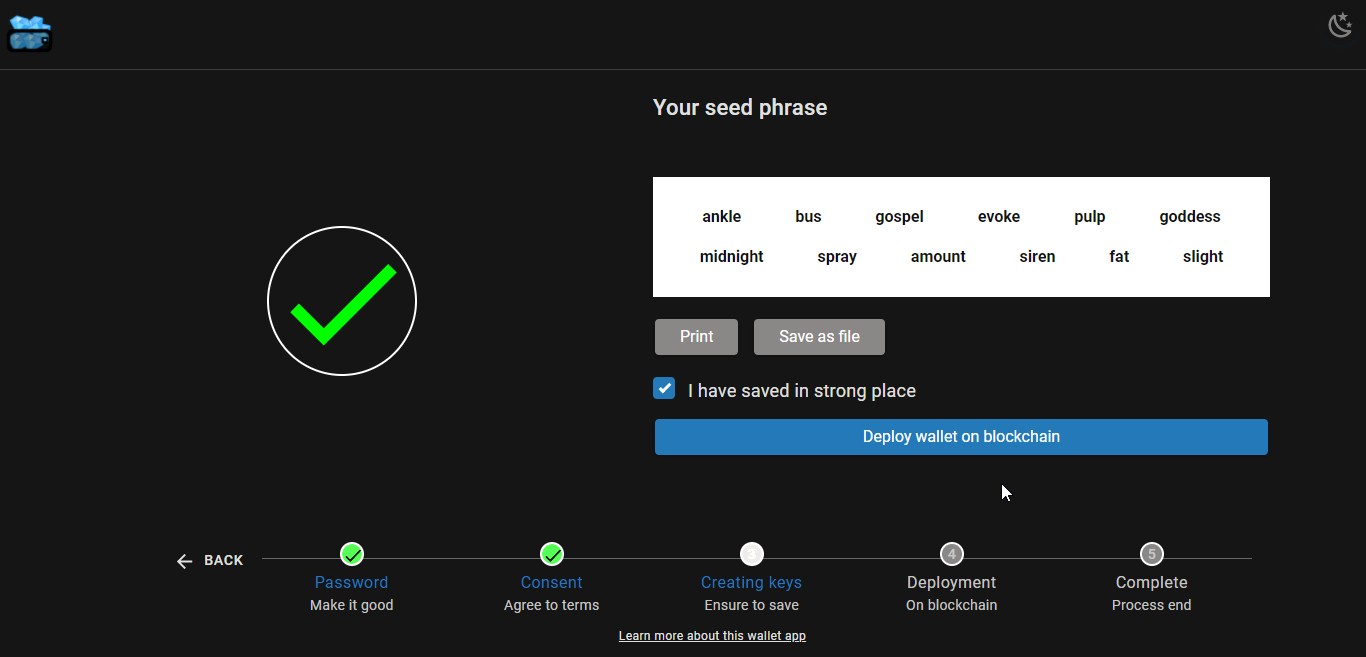 Your seed phrase
ankle bus gospel evoke pulp goddess
midnight spray amount siren fat slight
Print Save as file
I have saved in strong place
Deploy wallet on blockchain
BACK
3 4 5
Password Consent Creating keys Deployment Complete
Make it good Agree to terms Ensure to save On blockchain Process end
Learn more about this wallet app